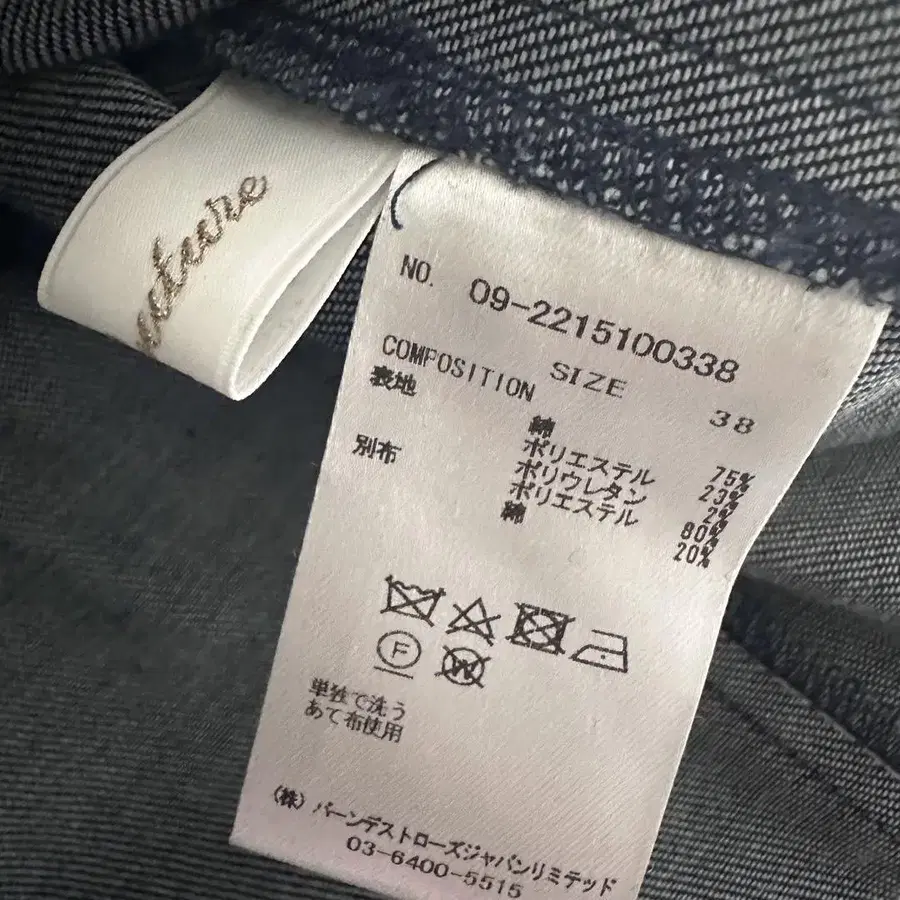 NO. 09-2215100338
SIZE 38
COMPOSITION
表地 綿 75%
ポリエステル 23%
ポリウレタン 2%
別布 ポリエステル 80%
綿 20%
F
W
単独で洗う
あて布使用
(株) バーンデストローズジャパンリミテッド
03-6400-5515